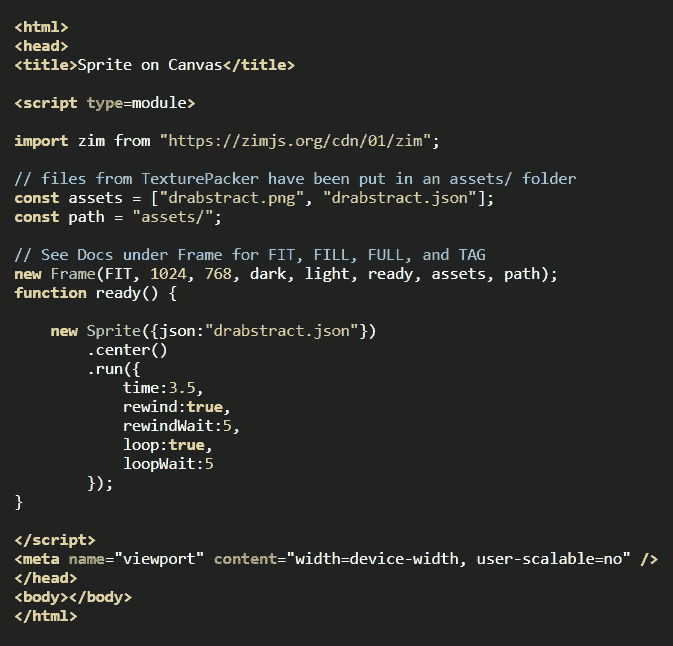 <html>
<head>
<title>Sprite on Canvas</title>
<script type=module>
import zim from "https://zimjs.org/cdn/01/zim";
// files from TexturePacker have been put in an assets/ folder
const assets = ["drabstract.png", "drabstract.json"];
const path = "assets/";
// See Docs under Frame for FIT, FILL, FULL, and TAG
new Frame(FIT, 1024, 768, dark, light, ready, assets, path);
function ready() {
    new Sprite({json:"drabstract.json"})
        .center()
        .run({
            time:3.5,
            rewind:true,
            rewindWait:5,
            loop:true,
            loopWait:5
        });
}
</script>
<meta name="viewport" content="width=device-width, user-scalable=no" />
</head>
<body></body>
</html>